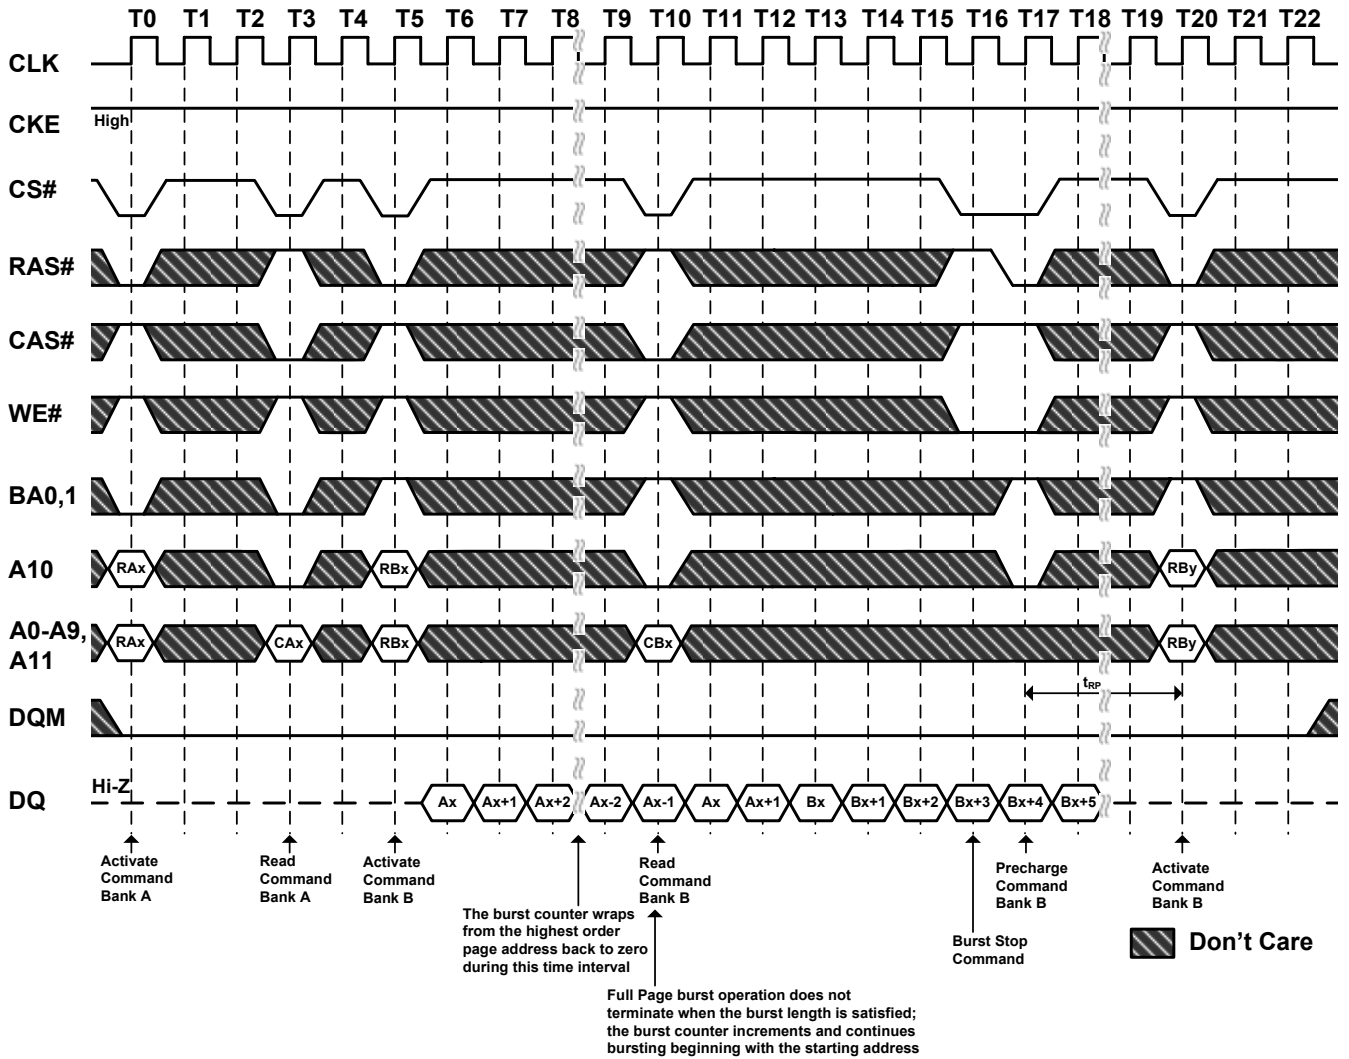 T0 T1 T2 T3 T4 T5 T6 T7 T8 T9 T10 T11 T12 T13 T14 T15 T16 T17 T18 T19 T20 T21 T22
CLK
CKE High
CS#
RAS#
CAS#
WE#
BA0,1
A10 RAx RBx RBy
A0-A9,
A11
RAx CAx RBx CBx RBy
tRP
DQM
DQ Hi-Z Ax Ax+1 Ax+2 Ax-2 Ax-1 Ax Ax+1 Bx Bx+1 Bx+2 Bx+3 Bx+4 Bx+5
Activate
Command
Bank A
Read
Command
Bank A
Activate
Command
Bank B
The burst counter wraps
from the highest order
page address back to zero
during this time interval
Read
Command
Bank B
Full Page burst operation does not
terminate when the burst length is satisfied;
the burst counter increments and continues
bursting beginning with the starting address
Burst Stop
Command
Precharge
Command
Bank B
Activate
Command
Bank B
Don't Care